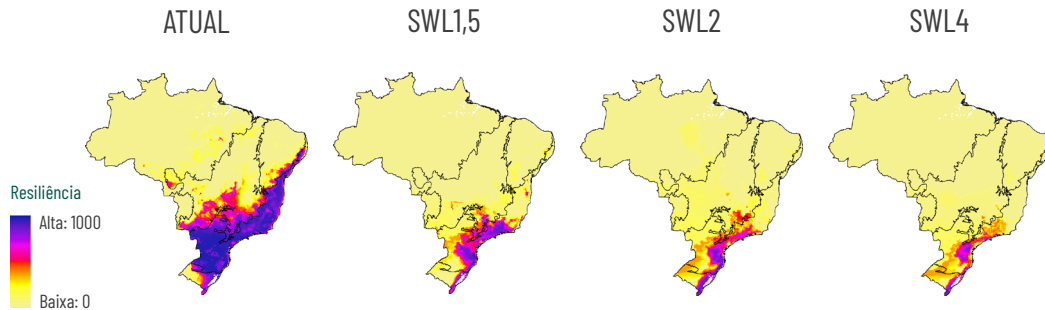 ATUAL
SWL1,5
SWL2
SWL4
Resiliência
Alta: 1000
Baixa: 0